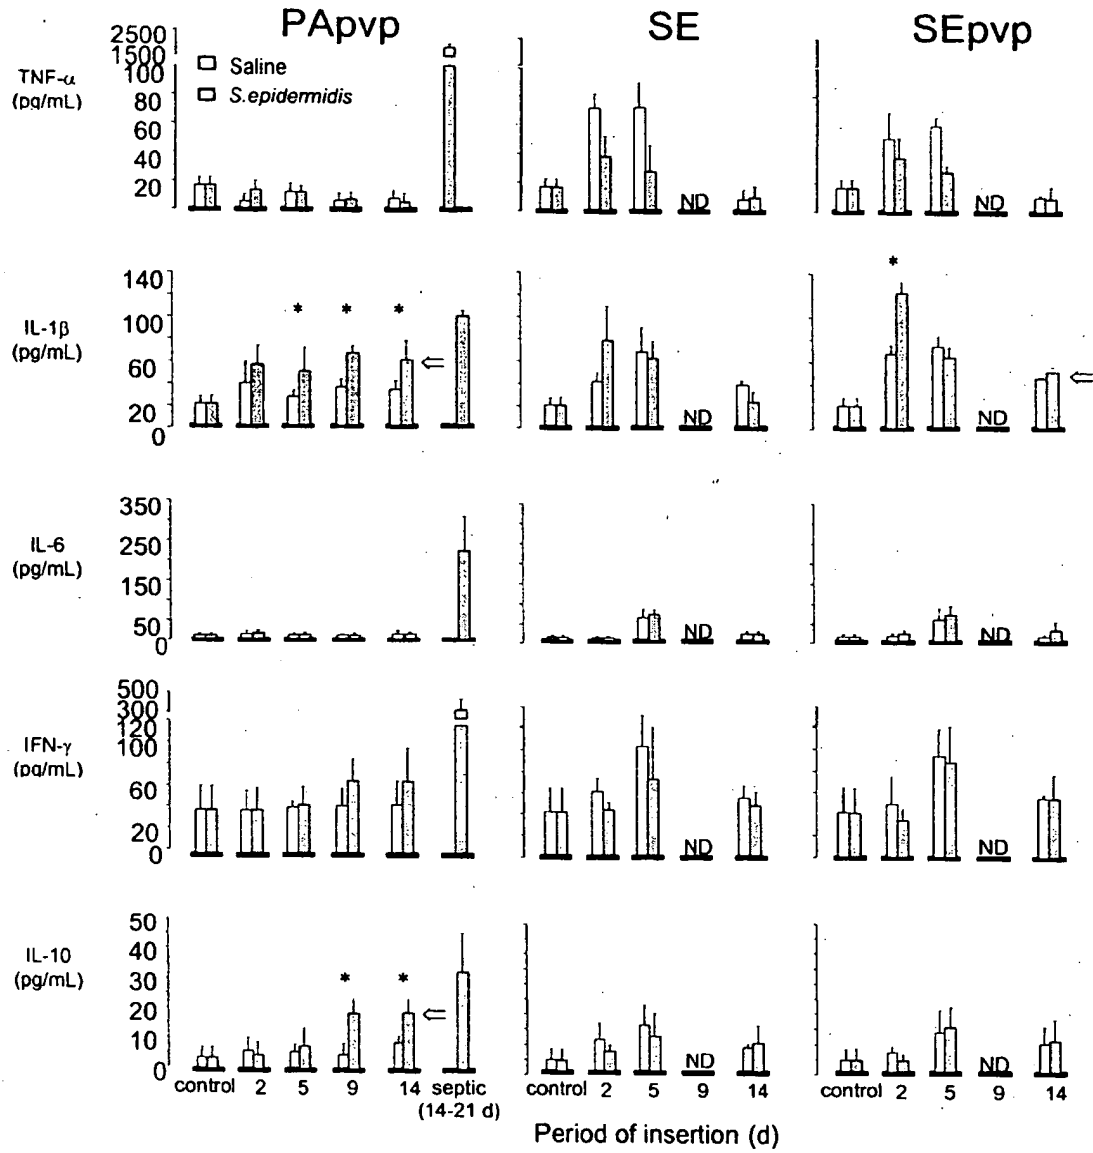 PApvp SE SEpvp
2500
1500
100
80
60
40
20
TNF-α
(pg/mL)
Saline
S.epidermidis
ND ND
140
100
80
60
40
20
0
IL-1β
(pg/mL)
* * * ⇐
ND
* ND ⇐
350
250
150
50
0
IL-6
(pg/mL)
ND ND
500
300
120
100
60
20
0
IFN-γ
(pg/mL)
ND ND
50
40
30
20
10
0
IL-10
(pg/mL)
* * ⇐
ND ND
control 2 5 9 14 septic
(14-21 d)
control 2 5 9 14
control 2 5 9 14
Period of insertion (d)